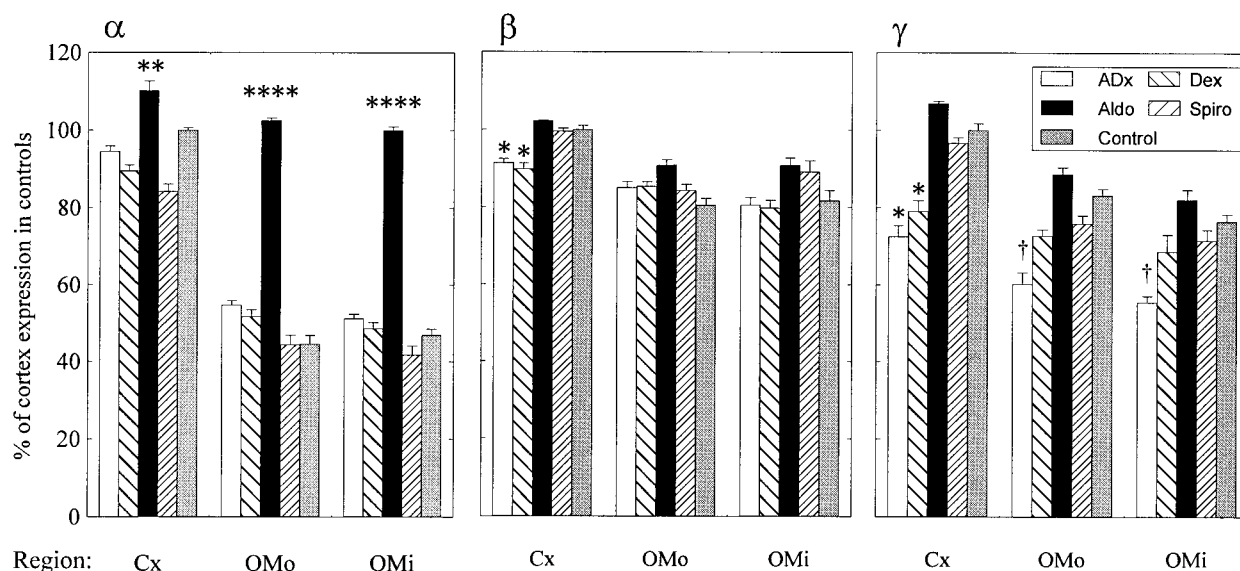 α β γ
120
100
80
60
40
20
0
% of cortex expression in controls
** **** ****
* *
* * † †
ADx Dex
Aldo Spiro
Control
Region: Cx OMo OMi Cx OMo OMi Cx OMo OMi